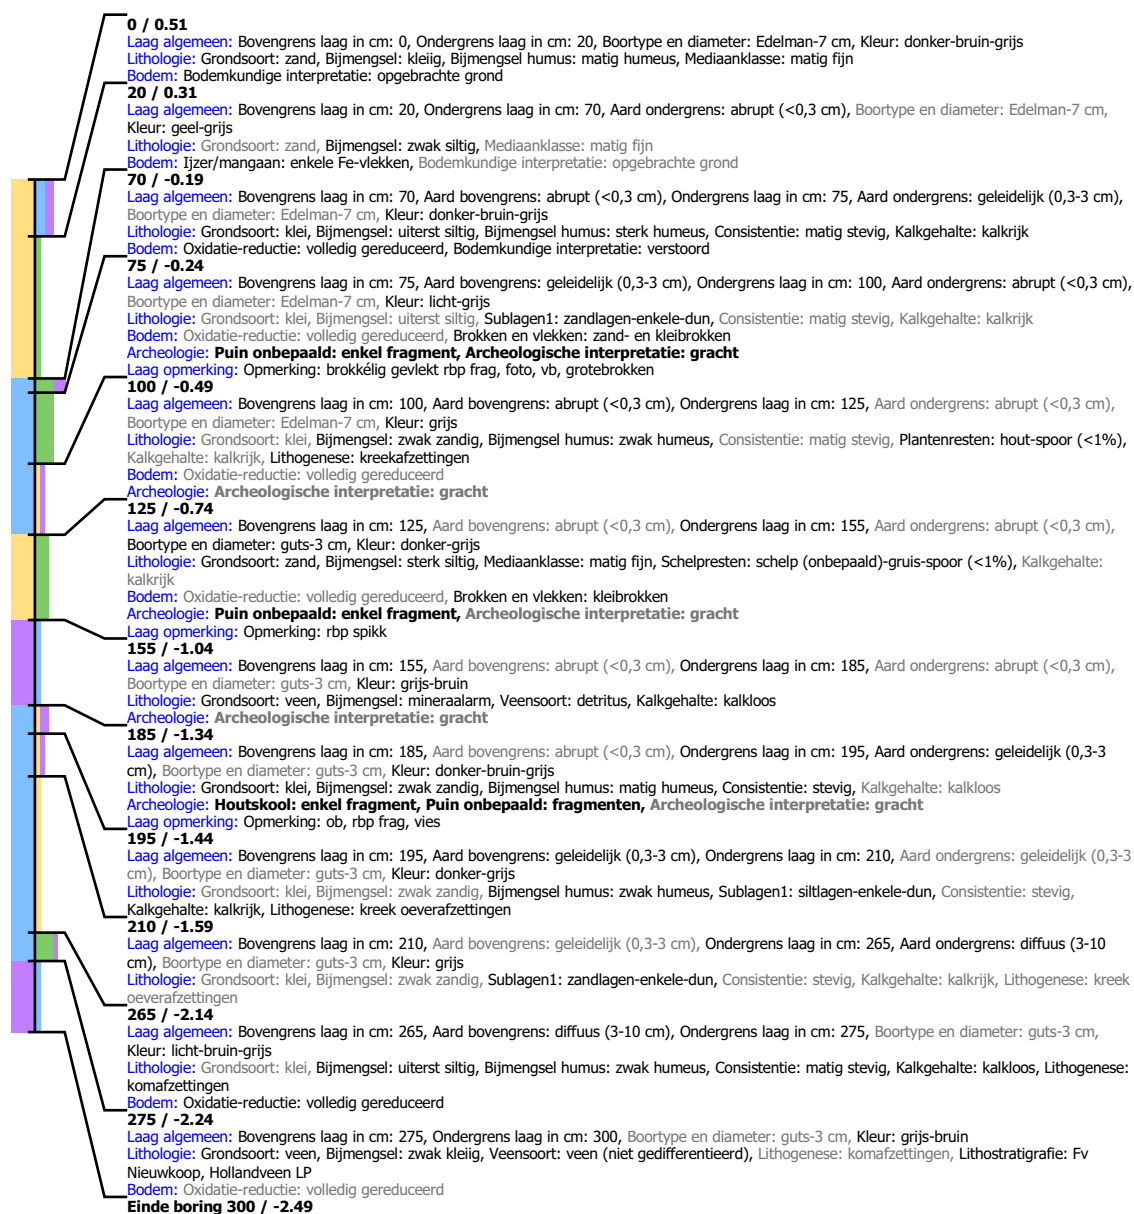 0 / 0.51
Laag algemeen: Bovengrens laag in cm: 0, Ondergrens laag in cm: 20, Boortype en diameter: Edelman-7 cm, Kleur: donker-bruin-grijs
Lithologie: Grondsoort: zand, Bijmengsel: kleiig, Bijmengsel humus: matig humeus, Mediaanklasse: matig fijn
Bodem: Bodemkundige interpretatie: opgebrachte grond
20 / 0.31
Laag algemeen: Bovengrens laag in cm: 20, Ondergrens laag in cm: 70, Aard ondergrens: abrupt (<0,3 cm), Boortype en diameter: Edelman-7 cm,
Kleur: geel-grijs
Lithologie: Grondsoort: zand, Bijmengsel: zwak siltig, Mediaanklasse: matig fijn
Bodem: Ijzer/mangaan: enkele Fe-vlekken, Bodemkundige interpretatie: opgebrachte grond
70 / -0.19
Laag algemeen: Bovengrens laag in cm: 70, Aard bovengrens: abrupt (<0,3 cm), Ondergrens laag in cm: 75, Aard ondergrens: geleidelijk (0,3-3 cm),
Boortype en diameter: Edelman-7 cm, Kleur: donker-bruin-grijs
Lithologie: Grondsoort: klei, Bijmengsel: uiterst siltig, Bijmengsel humus: sterk humeus, Consistentie: matig stevig, Kalkgehalte: kalkrijk
Bodem: Oxidatie-reductie: volledig gereduceerd, Bodemkundige interpretatie: verstoord
75 / -0.24
Laag algemeen: Bovengrens laag in cm: 75, Aard bovengrens: geleidelijk (0,3-3 cm), Ondergrens laag in cm: 100, Aard ondergrens: abrupt (<0,3 cm),
Boortype en diameter: Edelman-7 cm, Kleur: licht-grijs
Lithologie: Grondsoort: klei, Bijmengsel: uiterst siltig, Sublagen1: zandlagen-enkele-dun, Consistentie: matig stevig, Kalkgehalte: kalkrijk
Bodem: Oxidatie-reductie: volledig gereduceerd, Brokken en vlekken: zand- en kleibrokken
Archeologie: Puin onbepaald: enkel fragment, Archeologische interpretatie: gracht
Laag opmerking: Opmerking: brokkélig gevlekt rbp frag, foto, vb, grotebrokken
100 / -0.49
Laag algemeen: Bovengrens laag in cm: 100, Aard bovengrens: abrupt (<0,3 cm), Ondergrens laag in cm: 125, Aard ondergrens: abrupt (<0,3 cm),
Boortype en diameter: Edelman-7 cm, Kleur: grijs
Lithologie: Grondsoort: klei, Bijmengsel: zwak zandig, Bijmengsel humus: zwak humeus, Consistentie: matig stevig, Plantenresten: hout-spoor (<1%),
Kalkgehalte: kalkrijk, Lithogenese: kreekafzettingen
Bodem: Oxidatie-reductie: volledig gereduceerd
Archeologie: Archeologische interpretatie: gracht
125 / -0.74
Laag algemeen: Bovengrens laag in cm: 125, Aard bovengrens: abrupt (<0,3 cm), Ondergrens laag in cm: 155, Aard ondergrens: abrupt (<0,3 cm),
Boortype en diameter: guts-3 cm, Kleur: donker-grijs
Lithologie: Grondsoort: zand, Bijmengsel: sterk siltig, Mediaanklasse: matig fijn, Schelpresten: schelp (onbepaald)-gruis-spoor (<1%), Kalkgehalte:
kalkrijk
Bodem: Oxidatie-reductie: volledig gereduceerd, Brokken en vlekken: kleibrokken
Archeologie: Puin onbepaald: enkel fragment, Archeologische interpretatie: gracht
Laag opmerking: Opmerking: rbp spikk
155 / -1.04
Laag algemeen: Bovengrens laag in cm: 155, Aard bovengrens: abrupt (<0,3 cm), Ondergrens laag in cm: 185, Aard ondergrens: abrupt (<0,3 cm),
Boortype en diameter: guts-3 cm, Kleur: grijs-bruin
Lithologie: Grondsoort: veen, Bijmengsel: mineraalarm, Veensoort: detritus, Kalkgehalte: kalkloos
Archeologie: Archeologische interpretatie: gracht
185 / -1.34
Laag algemeen: Bovengrens laag in cm: 185, Aard bovengrens: abrupt (<0,3 cm), Ondergrens laag in cm: 195, Aard ondergrens: geleidelijk (0,3-3
cm), Boortype en diameter: guts-3 cm, Kleur: donker-bruin-grijs
Lithologie: Grondsoort: klei, Bijmengsel: zwak zandig, Bijmengsel humus: matig humeus, Consistentie: stevig, Kalkgehalte: kalkloos
Archeologie: Houtskool: enkel fragment, Puin onbepaald: fragmenten, Archeologische interpretatie: gracht
Laag opmerking: Opmerking: ob, rbp frag, vies
195 / -1.44
Laag algemeen: Bovengrens laag in cm: 195, Aard bovengrens: geleidelijk (0,3-3 cm), Ondergrens laag in cm: 210, Aard ondergrens: geleidelijk (0,3-3
cm), Boortype en diameter: guts-3 cm, Kleur: donker-grijs
Lithologie: Grondsoort: klei, Bijmengsel: zwak zandig, Bijmengsel humus: zwak humeus, Sublagen1: siltlagen-enkele-dun, Consistentie: stevig,
Kalkgehalte: kalkrijk, Lithogenese: kreek oeverafzettingen
210 / -1.59
Laag algemeen: Bovengrens laag in cm: 210, Aard bovengrens: geleidelijk (0,3-3 cm), Ondergrens laag in cm: 265, Aard ondergrens: diffuus (3-10
cm), Boortype en diameter: guts-3 cm, Kleur: grijs
Lithologie: Grondsoort: klei, Bijmengsel: zwak zandig, Sublagen1: zandlagen-enkele-dun, Consistentie: stevig, Kalkgehalte: kalkrijk, Lithogenese: kreek
oeverafzettingen
265 / -2.14
Laag algemeen: Bovengrens laag in cm: 265, Aard bovengrens: diffuus (3-10 cm), Ondergrens laag in cm: 275, Boortype en diameter: guts-3 cm,
Kleur: licht-bruin-grijs
Lithologie: Grondsoort: klei, Bijmengsel: uiterst siltig, Bijmengsel humus: zwak humeus, Consistentie: matig stevig, Kalkgehalte: kalkloos, Lithogenese:
komafzettingen
Bodem: Oxidatie-reductie: volledig gereduceerd
275 / -2.24
Laag algemeen: Bovengrens laag in cm: 275, Ondergrens laag in cm: 300, Boortype en diameter: guts-3 cm, Kleur: grijs-bruin
Lithologie: Grondsoort: veen, Bijmengsel: zwak kleiig, Veensoort: veen (niet gedifferentieerd), Lithogenese: komafzettingen, Lithostratigrafie: Fv
Nieuwkoop, Hollandveen LP
Bodem: Oxidatie-reductie: volledig gereduceerd
Einde boring 300 / -2.49